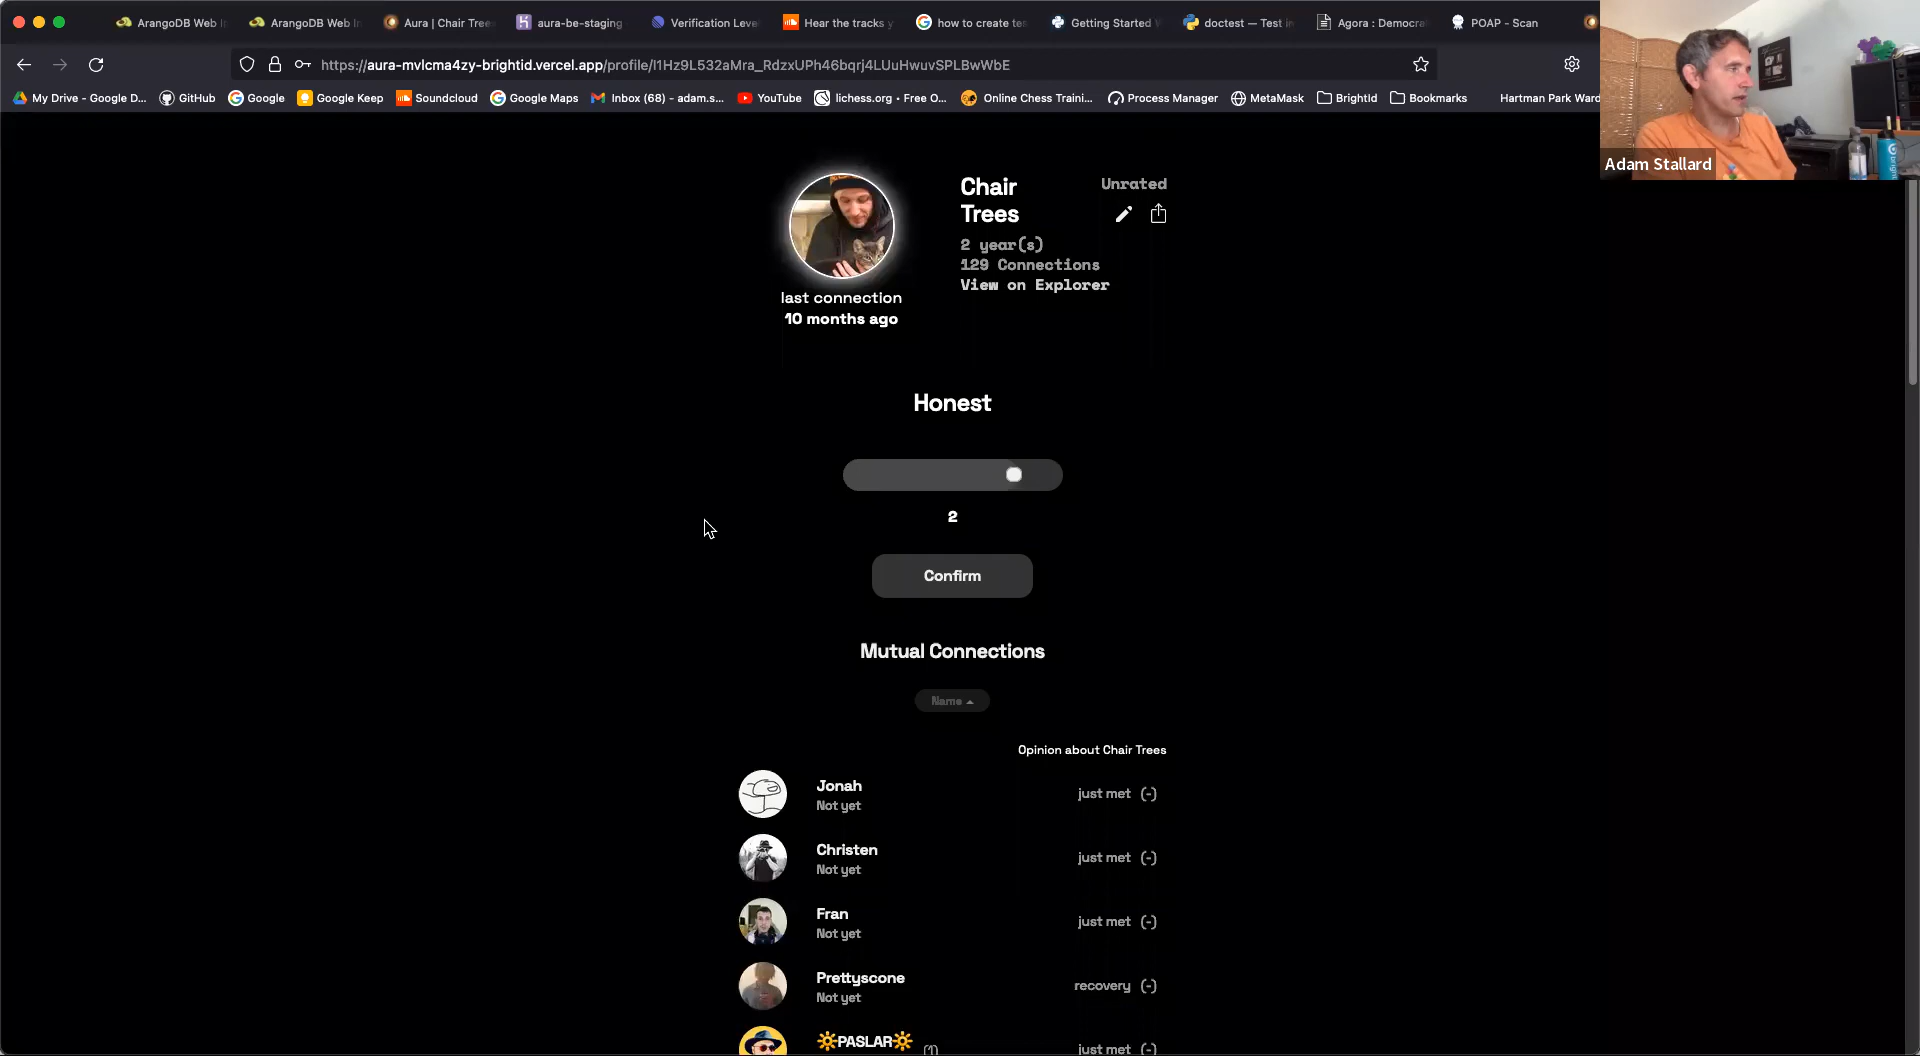 ArangoDB Web I
ArangoDB Web I
Aura | Chair Tree
aura-be-staging
Verification Leve
Hear the tracks y
how to create tes
Getting Started
doctest — Test in
Agora : Democra
POAP - Scan
https://aura-mvlcma4zy-brightid.vercel.app/profile/l1Hz9L532aMra_RdzxUPh46bqrj4LUuHwuvSPLBwWbE
My Drive - Google D...
GitHub
Google
Google Keep
Soundcloud
Google Maps
Inbox (68) - adam.s...
YouTube
lichess.org • Free O...
Online Chess Traini...
Process Manager
MetaMask
BrightId
Bookmarks
Hartman Park Ward
Adam Stallard
Chair
Trees
Unrated
2 year(s)
129 Connections
View on Explorer
last connection
10 months ago
Honest
2
Confirm
Mutual Connections
Name
Opinion about Chair Trees
Jonah
Not yet
just met (-)
Christen
Not yet
just met (-)
Fran
Not yet
just met (-)
Prettyscone
Not yet
recovery (-)
🔆PASLAR🔆
(1)
just met (-)